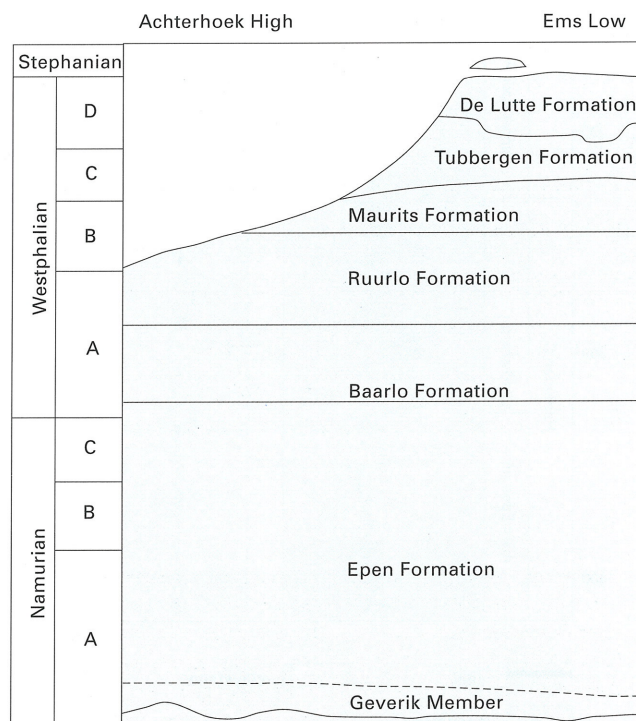 Achterhoek High
Ems Low
Stephanian
Westphalian
D
C
B
A
De Lutte Formation
Tubbergen Formation
Maurits Formation
Ruurlo Formation
Baarlo Formation
Namurian
C
B
A
Epen Formation
Geverik Member